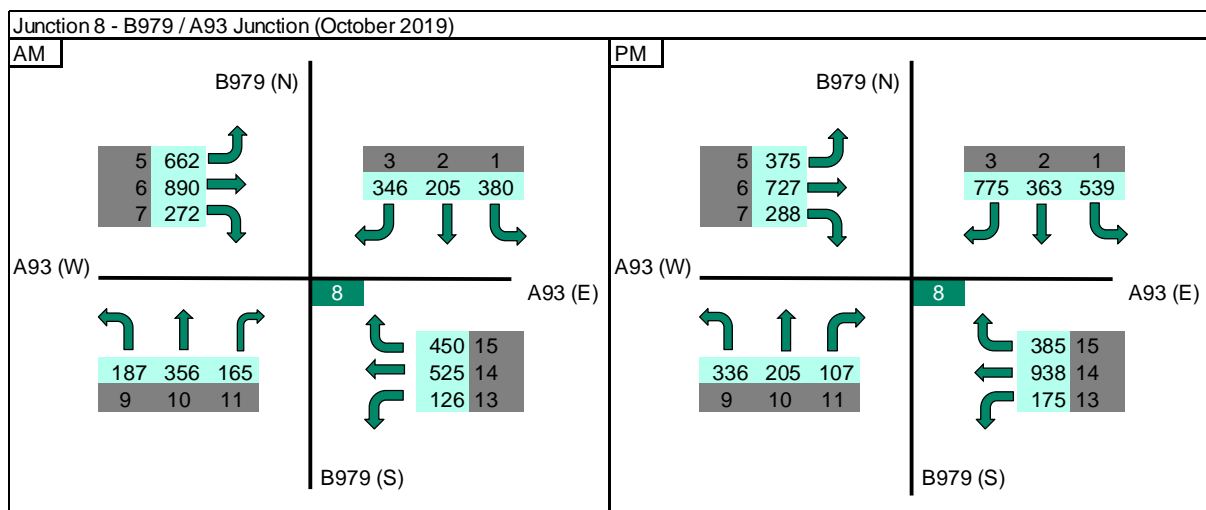 Junction 8 - B979 / A93 Junction (October 2019)
AM
B979 (N)
5 662
6 890
7 272
3 2 1
346 205 380
A93 (W)
8
A93 (E)
187 356 165
9 10 11
450 15
525 14
126 13
B979 (S)
PM
B979 (N)
5 375
6 727
7 288
3 2 1
775 363 539
A93 (W)
8
A93 (E)
336 205 107
9 10 11
385 15
938 14
175 13
B979 (S)